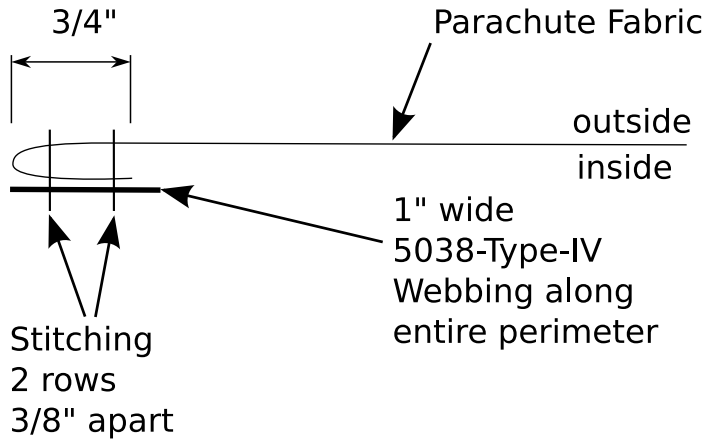 3/4"
Parachute Fabric
outside
inside
1" wide
5038-Type-IV
Webbing along
entire perimeter
Stitching
2 rows
3/8" apart